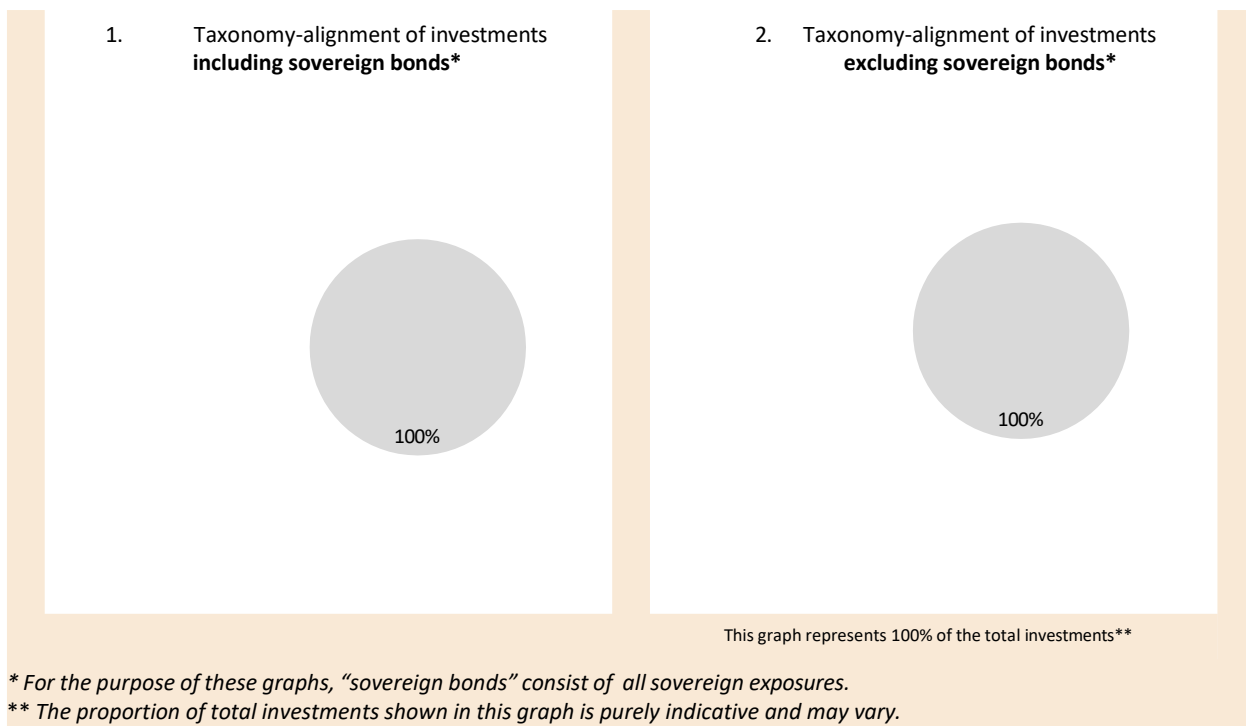 1. Taxonomy-alignment of investments
including sovereign bonds*
100%
2. Taxonomy-alignment of investments
excluding sovereign bonds*
100%
This graph represents 100% of the total investments**
* For the purpose of these graphs, “sovereign bonds” consist of all sovereign exposures.
** The proportion of total investments shown in this graph is purely indicative and may vary.